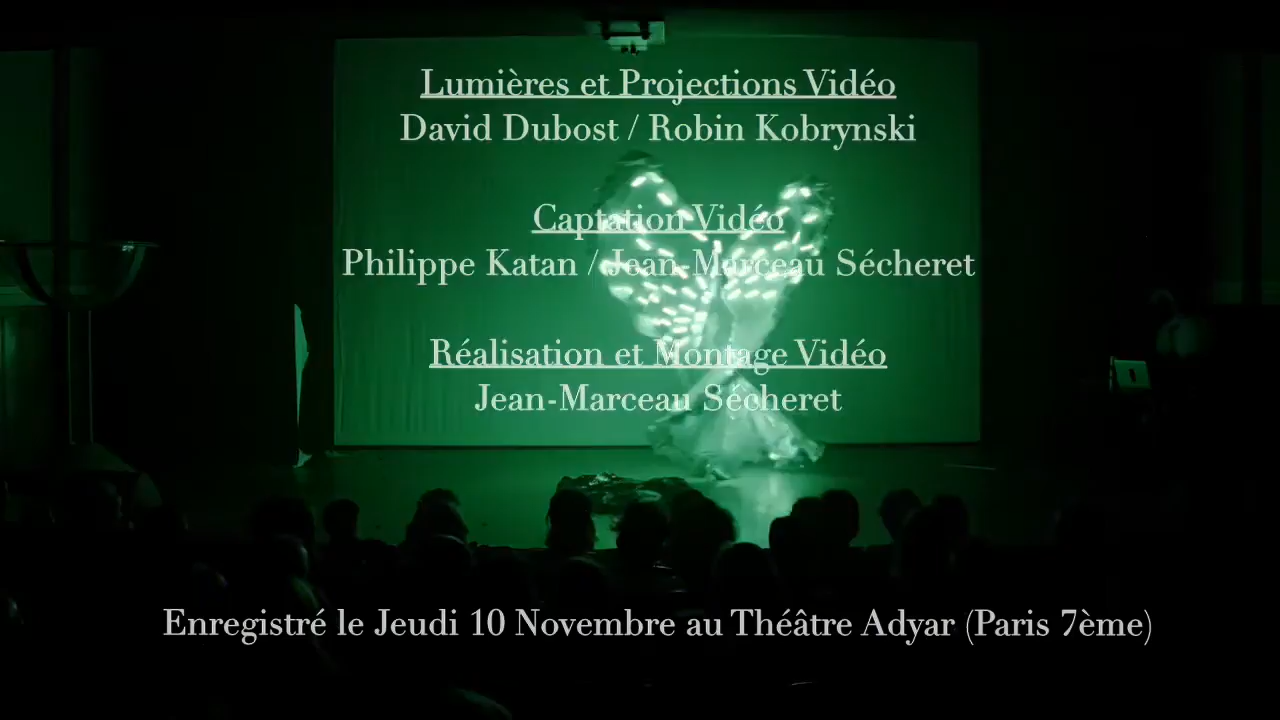 Lumières et Projections Vidéo
David Dubost / Robin Kobrynski
Captation Vidéo
Philippe Katan / Jean-Marceau Sécheret
Réalisation et Montage Vidéo
Jean-Marceau Sécheret
Enregistré le Jeudi 10 Novembre au Théâtre Adyar (Paris 7ème)